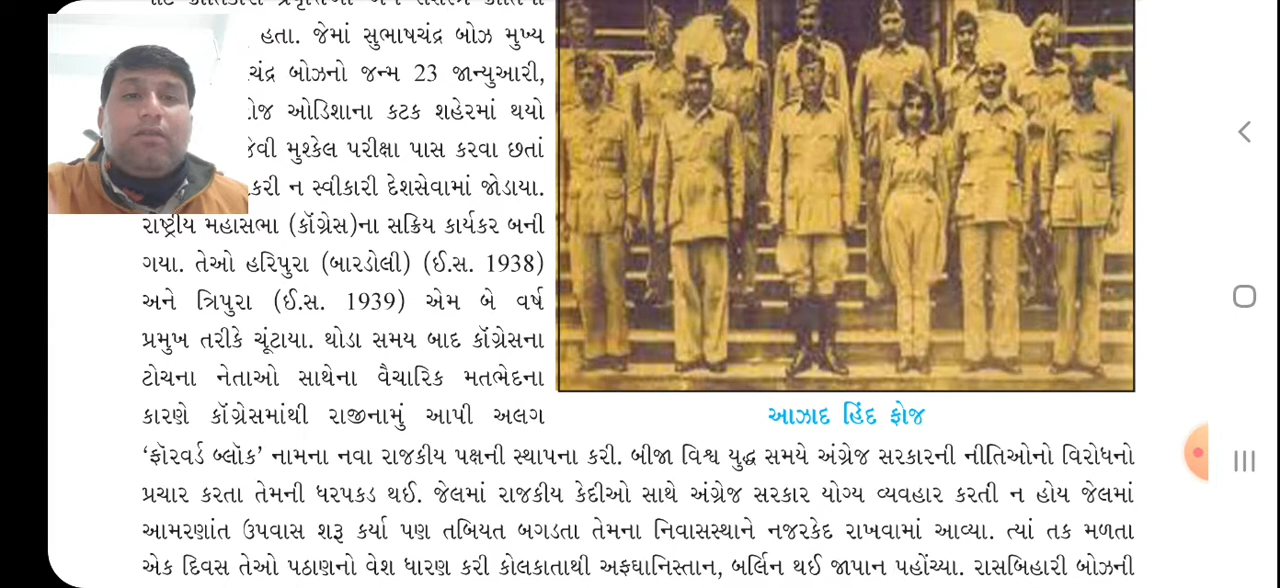 હતા. જેમાં સુભાષચંદ્ર બોઝ મુખ્ય
ચંદ્ર બોઝનો જન્મ 23 જાન્યુઆરી,
રોજ ઓડિશાના કટક શહેરમાં થયો
જેવી મુશ્કેલ પરીક્ષા પાસ કરવા છતાં
કરી ન સ્વીકારી દેશસેવામાં જોડાયા.
રાષ્ટ્રીય મહાસભા (કૉંગ્રેસ)ના સક્રિય કાર્યકર બની
ગયા. તેઓ હરિપુરા (બારડોલી) (ઈ.સ. 1938)
અને ત્રિપુરા (ઈ.સ. 1939) એમ બે વર્ષ
પ્રમુખ તરીકે ચૂંટાયા. થોડા સમય બાદ કૉંગ્રેસના
ટોચના નેતાઓ સાથેના વૈચારિક મતભેદના
કારણે કૉંગ્રેસમાંથી રાજીનામું આપી અલગ
આઝાદ હિંદ ફોજ
‘ફૉરવર્ડ બ્લૉક’ નામના નવા રાજકીય પક્ષની સ્થાપના કરી. બીજા વિશ્વ યુદ્ધ સમયે અંગ્રેજ સરકારની નીતિઓનો વિરોધનો
પ્રચાર કરતા તેમની ધરપકડ થઈ. જેલમાં રાજકીય કેદીઓ સાથે અંગ્રેજ સરકાર યોગ્ય વ્યવહાર કરતી ન હોય જેલમાં
આમરણાંત ઉપવાસ શરૂ કર્યા પણ તબિયત બગડતા તેમના નિવાસસ્થાને નજરકેદ રાખવામાં આવ્યા. ત્યાં તક મળતા
એક દિવસ તેઓ પઠાણનો વેશ ધારણ કરી કોલકાતાથી અફઘાનિસ્તાન, બર્લિન થઈ જાપાન પહોંચ્યા. રાસબિહારી બોઝની